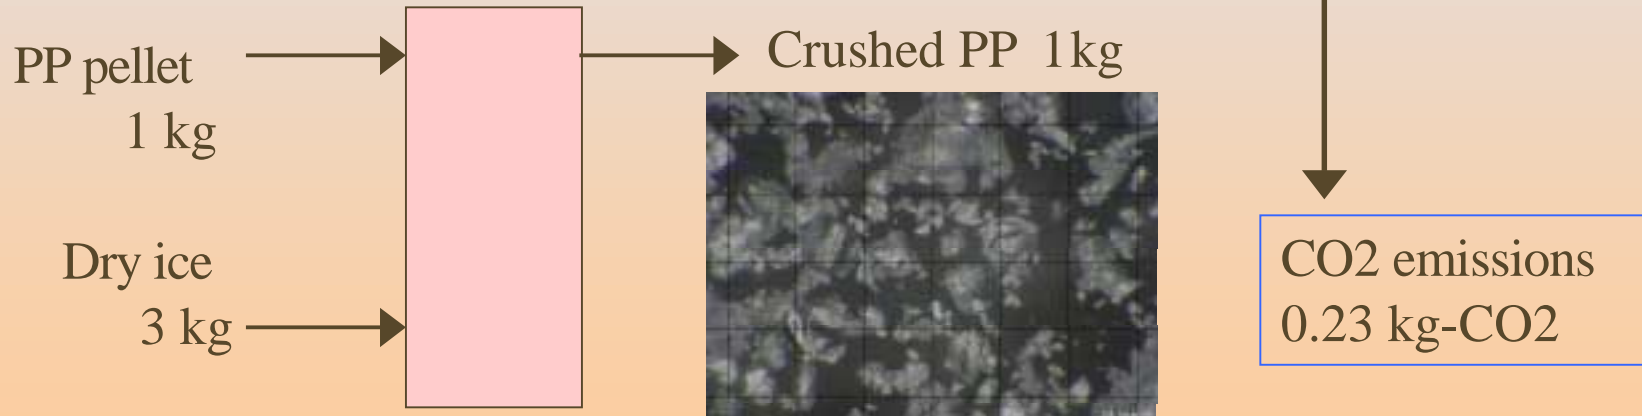 PP pellet
1 kg
Dry ice
3 kg
Crushed PP 1kg
CO2 emissions
0.23 kg-CO2